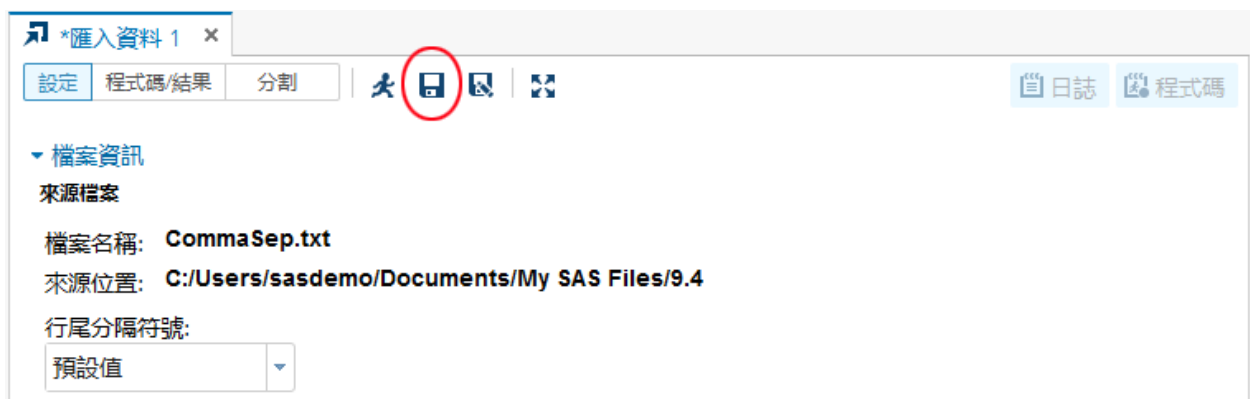 *匯入資料 1 ×
設定 程式碼/結果 分割 日誌 程式碼
檔案資訊
來源檔案
檔案名稱: CommaSep.txt
來源位置: C:/Users/sasdemo/Documents/My SAS Files/9.4
行尾分隔符號:
預設值